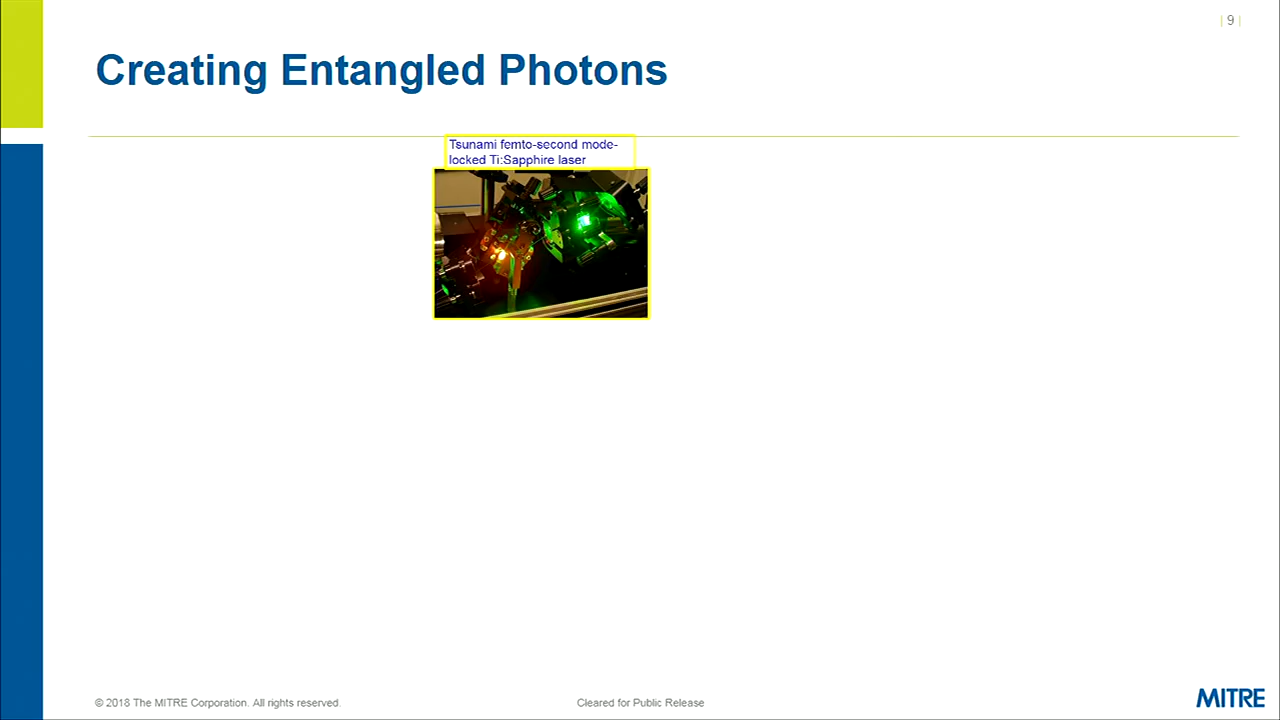 | 9 |
Creating Entangled Photons
Tsunami femto-second mode-
locked Ti:Sapphire laser
© 2018 The MITRE Corporation. All rights reserved.
Cleared for Public Release
MITRE